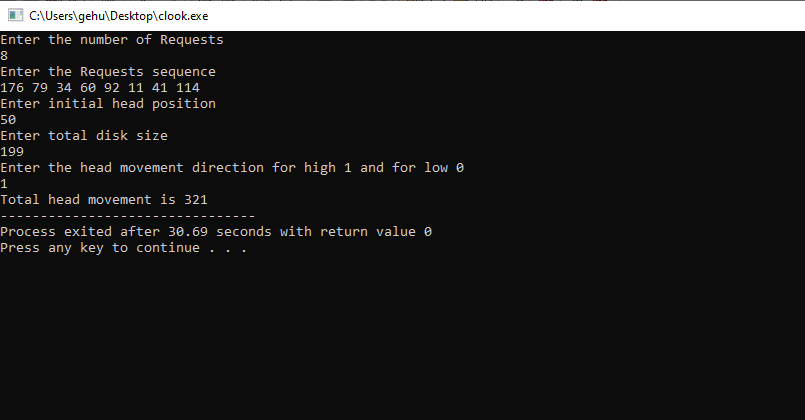 C:\Users\gehu\Desktop\clook.exe
Enter the number of Requests
8
Enter the Requests sequence
176 79 34 60 92 11 41 114
Enter initial head position
50
Enter total disk size
199
Enter the head movement direction for high 1 and for low 0
1
Total head movement is 321
--------------------------------
Process exited after 30.69 seconds with return value 0
Press any key to continue . . .